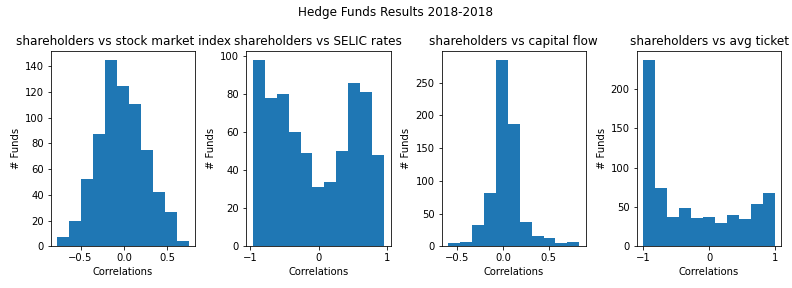 Hedge Funds Results 2018-2018
shareholders vs stock market index
140
120
100
80
60
40
20
0
# Funds
−0.5 0.0 0.5
Correlations
shareholders vs SELIC rates
100
80
60
40
20
0
# Funds
−1 0 1
Correlations
shareholders vs capital flow
250
200
150
100
50
0
# Funds
−0.5 0.0 0.5
Correlations
shareholders vs avg ticket
200
150
100
50
0
# Funds
−1 0 1
Correlations